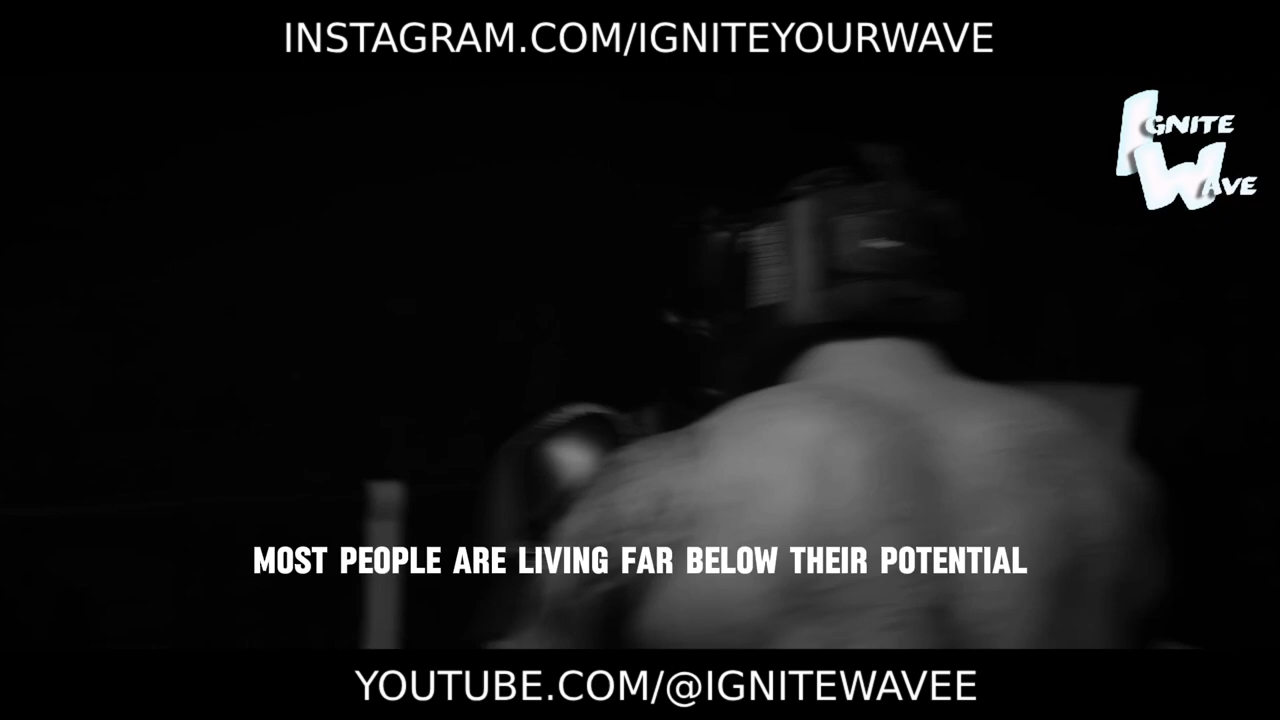 INSTAGRAM.COM/IGNITEYOURWAVE
IGNITE
WAVE
MOST PEOPLE ARE LIVING FAR BELOW THEIR POTENTIAL
YOUTUBE.COM/@IGNITEWAVEE